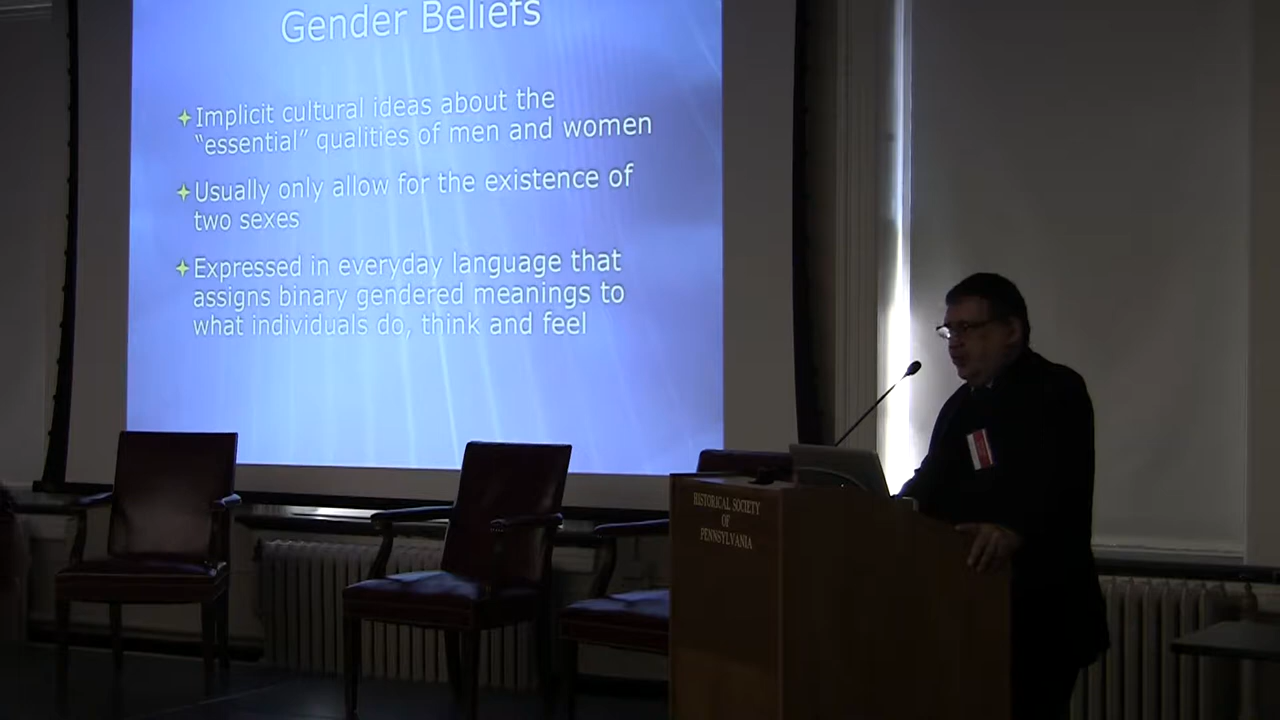 Gender Beliefs
Implicit cultural ideas about the
“essential” qualities of men and women
Usually only allow for the existence of
two sexes
Expressed in everyday language that
assigns binary gendered meanings to
what individuals do, think and feel
HISTORICAL SOCIETY
OF
PENNSYLVANIA